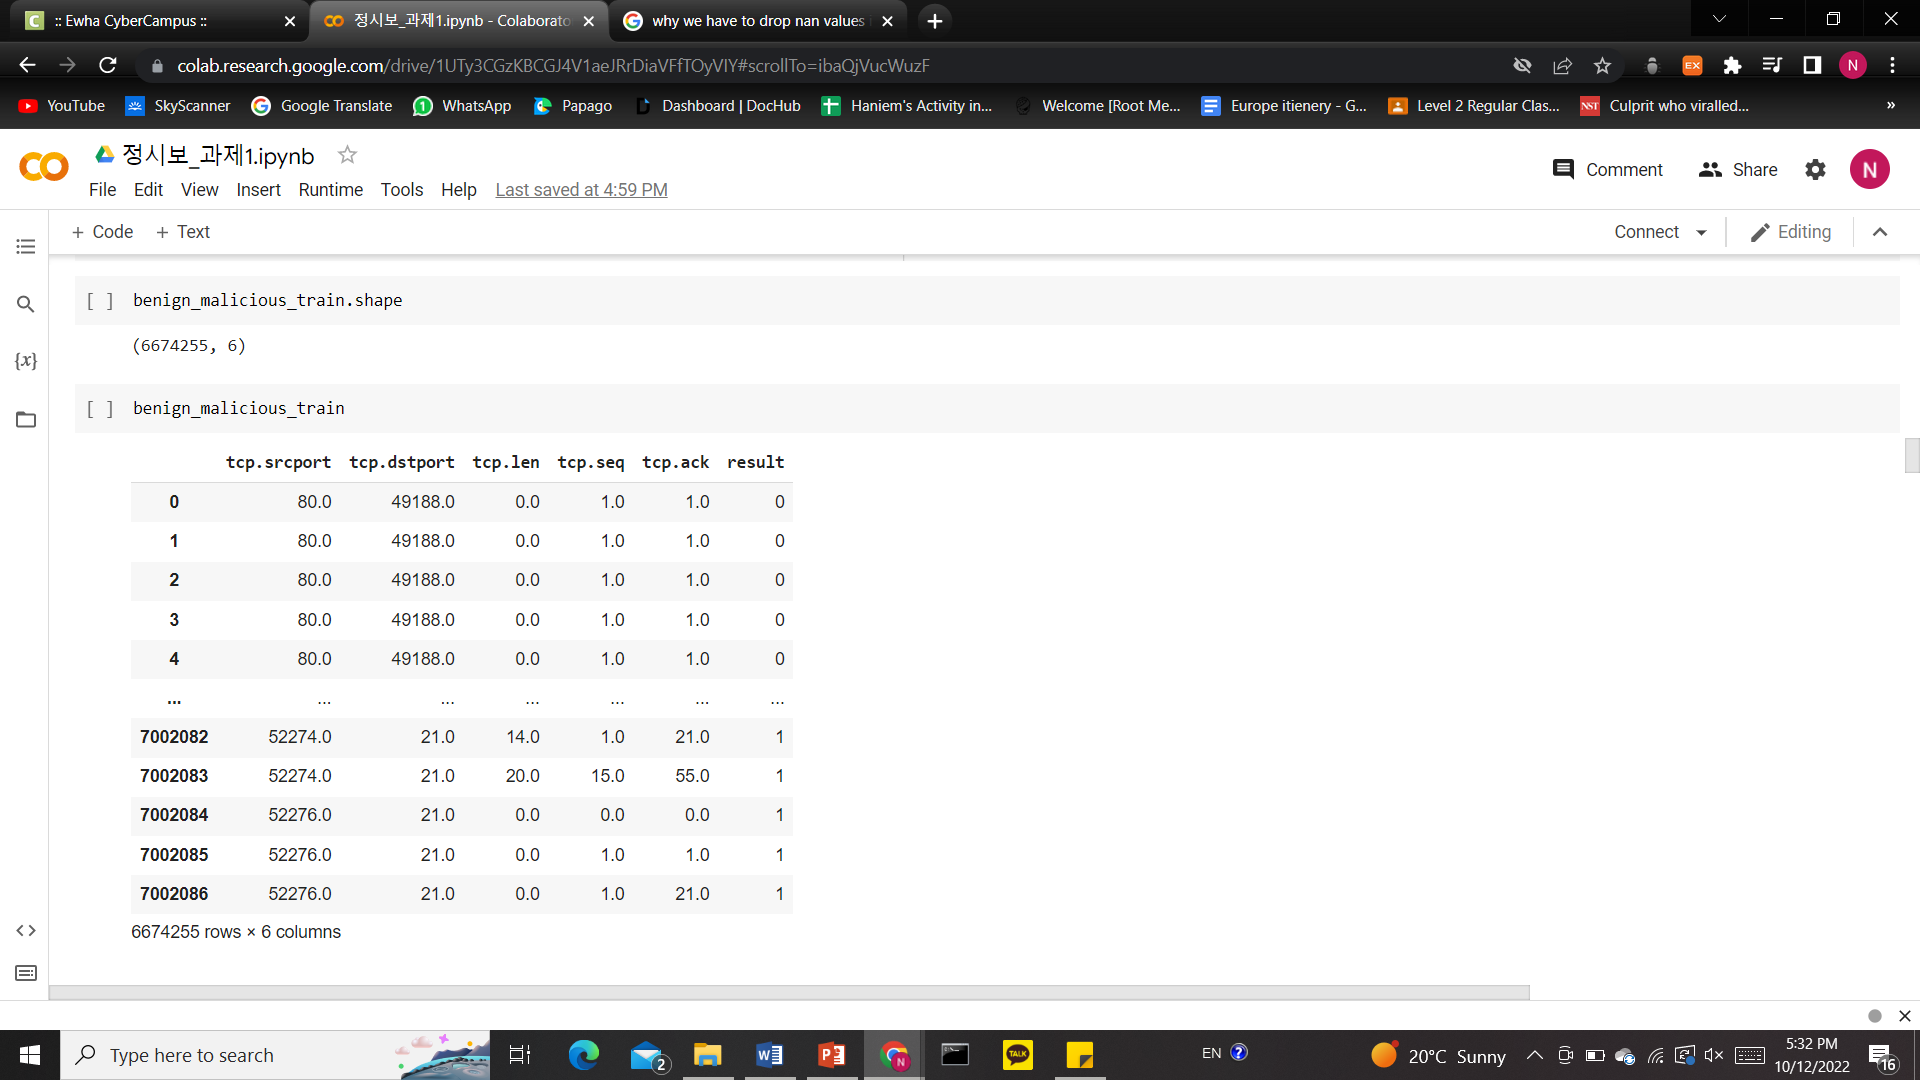 :: Ewha CyberCampus ::
정시보_과제1.ipynb - Colaborato
why we have to drop nan values
colab.research.google.com/drive/1UTy3CGzKBCGJ4V1aeJRrDiaVFfTOyVIY#scrollTo=ibaQjVucWuzF
YouTube SkyScanner Google Translate WhatsApp Papago Dashboard | DocHub Haniem's Activity in... Welcome [Root Me... Europe itienery - G... Level 2 Regular Clas... Culprit who viralled... »
정시보_과제1.ipynb
Comment Share N
File Edit View Insert Runtime Tools Help Last saved at 4:59 PM
+ Code + Text Connect Editing
[ ] benign_malicious_train.shape
(6674255, 6)
{x}
[ ] benign_malicious_train
tcp.srcport tcp.dstport tcp.len tcp.seq tcp.ack result
0 80.0 49188.0 0.0 1.0 1.0 0
1 80.0 49188.0 0.0 1.0 1.0 0
2 80.0 49188.0 0.0 1.0 1.0 0
3 80.0 49188.0 0.0 1.0 1.0 0
4 80.0 49188.0 0.0 1.0 1.0 0
... ... ... ... ... ... ...
7002082 52274.0 21.0 14.0 1.0 21.0 1
7002083 52274.0 21.0 20.0 15.0 55.0 1
7002084 52276.0 21.0 0.0 0.0 0.0 1
7002085 52276.0 21.0 0.0 1.0 1.0 1
7002086 52276.0 21.0 0.0 1.0 21.0 1
6674255 rows × 6 columns
Type here to search
2
TALK
EN
20°C Sunny
5:32 PM
10/12/2022
16